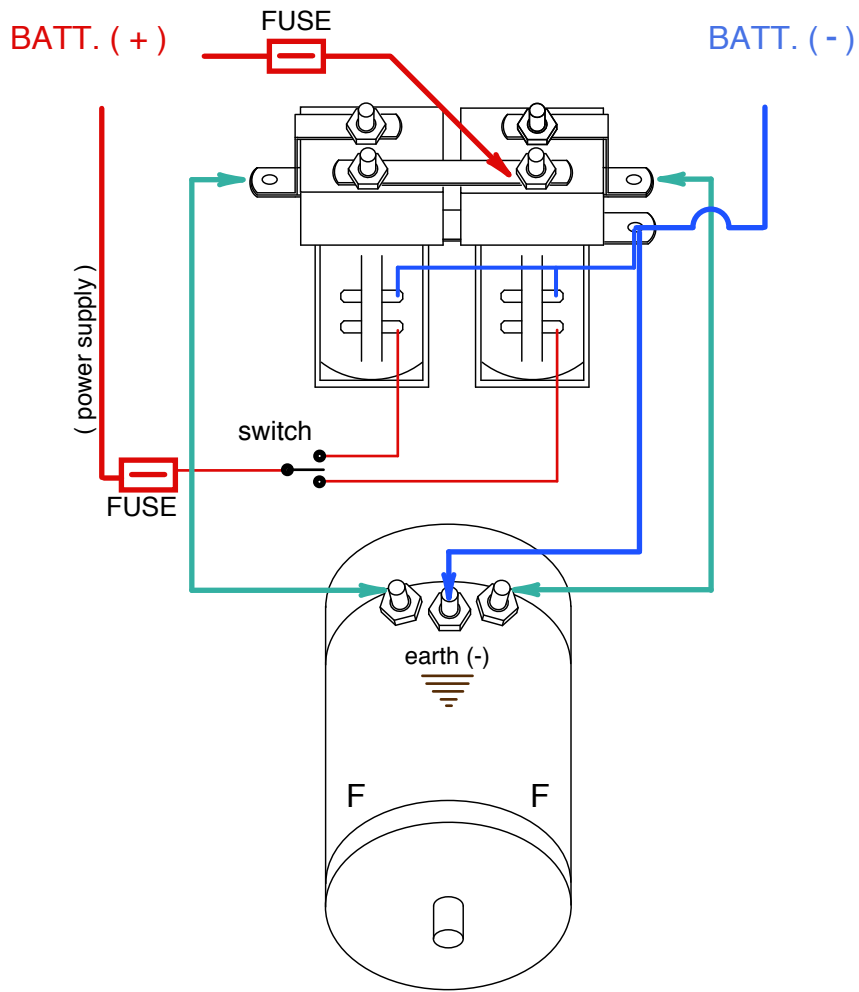 FUSE
BATT. ( + )
BATT. ( - )
( power supply )
switch
FUSE
earth (-)
F
F